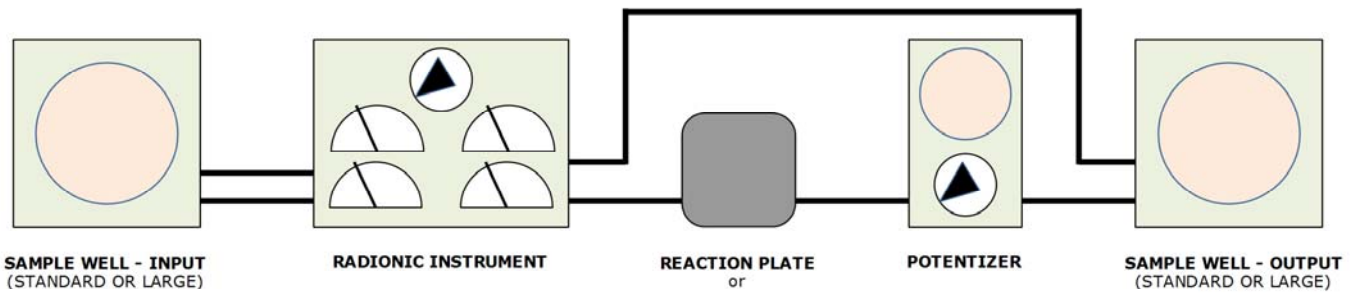 SAMPLE WELL - INPUT
(STANDARD OR LARGE)
RADIONIC INSTRUMENT
REACTION PLATE
or
POTENTIZER
SAMPLE WELL - OUTPUT
(STANDARD OR LARGE)